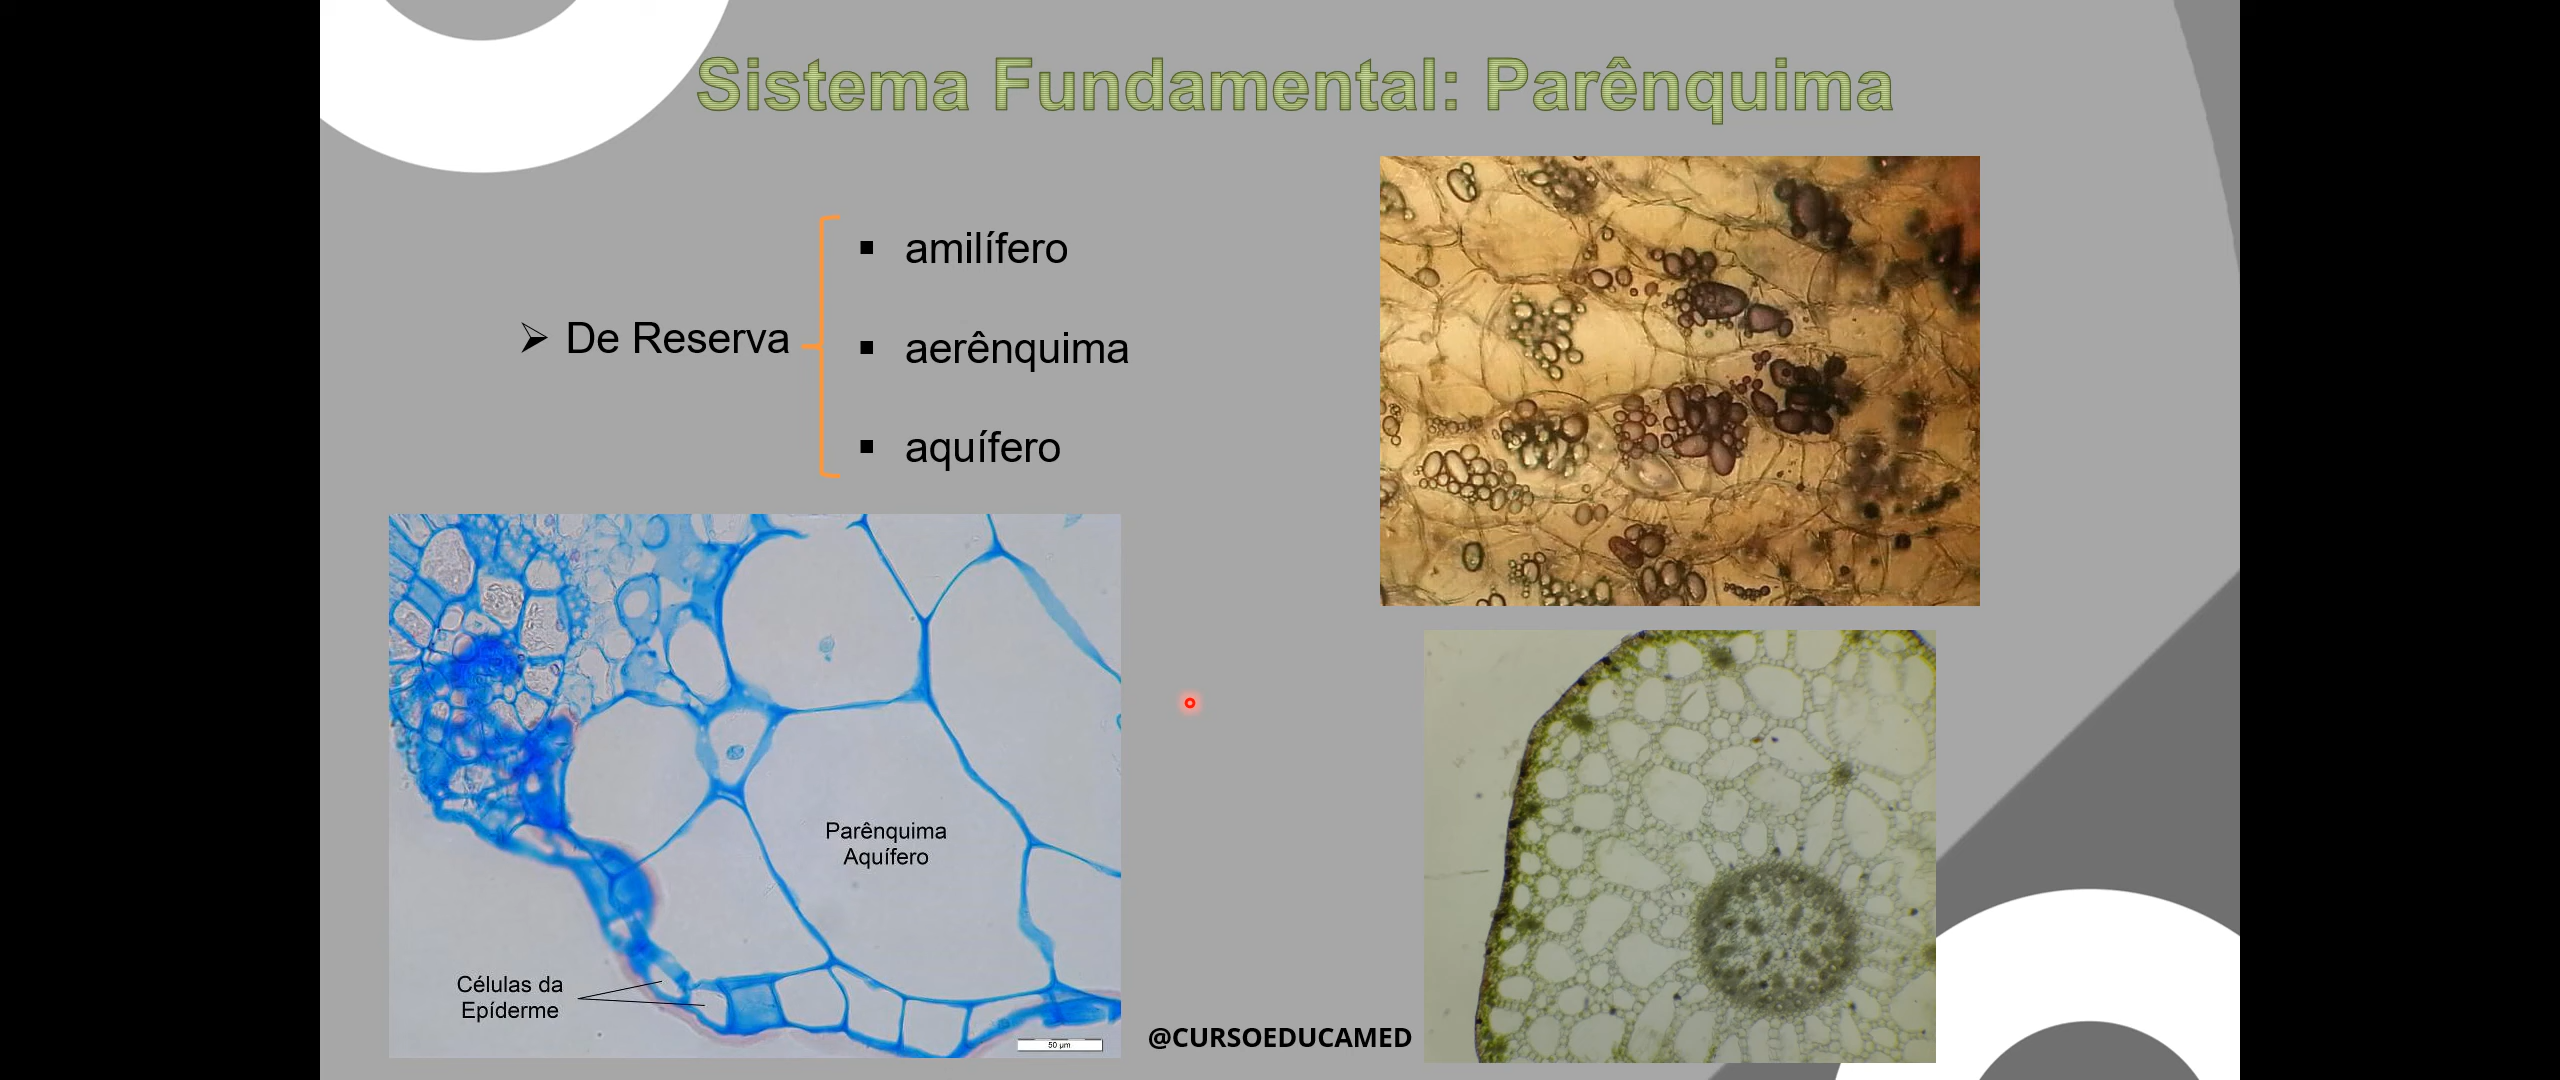 Sistema Fundamental: Parênquima
➢ De Reserva
▪ amilífero
▪ aerênquima
▪ aquífero
Parênquima
Aquífero
Células da
Epíderme
50 µm
@CURSOEDUCAMED